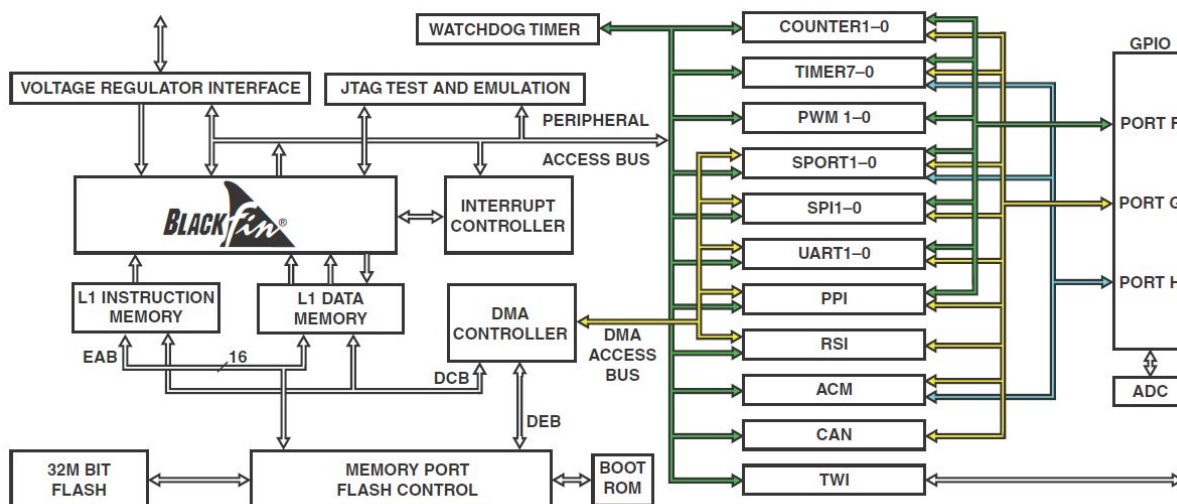 WATCHDOG TIMER
VOLTAGE REGULATOR INTERFACE
JTAG TEST AND EMULATION
PERIPHERAL
ACCESS BUS
BLACKfin®
INTERRUPT
CONTROLLER
L1 INSTRUCTION
MEMORY
L1 DATA
MEMORY
DMA
CONTROLLER
EAB
16
DCB
DMA
ACCESS
BUS
DEB
32M BIT
FLASH
MEMORY PORT
FLASH CONTROL
BOOT
ROM
COUNTER1–0
TIMER7–0
PWM 1–0
SPORT1–0
SPI1–0
UART1–0
PPI
RSI
ACM
CAN
TWI
GPIO
PORT F
PORT G
PORT H
ADC